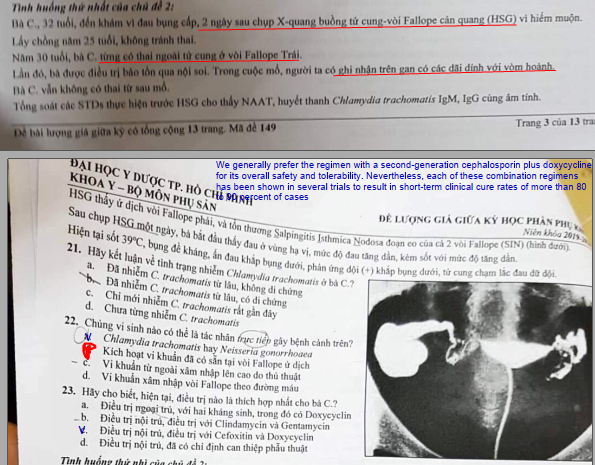 Tình huống thứ nhất của chủ đề 2:
Bà C., 32 tuổi, đến khám vì đau bụng cấp, 2 ngày sau chụp X-quang buồng tử cung-vòi Fallope cản quang (HSG) vì hiếm muộn.
Lấy chồng năm 25 tuổi, không tránh thai.
Năm 30 tuổi, bà C. từng có thai ngoài tử cung ở vòi Fallope Trái.
Lần đó, bà được điều trị bảo tồn qua nội soi. Trong cuộc mổ, người ta có ghi nhận trên gan có các dải dính với vòm hoành.
Bà C. vẫn không có thai từ sau mổ.
Tổng soát các STDs thực hiện trước HSG cho thấy NAAT, huyết thanh Chlamydia trachomatis IgM, IgG cùng âm tính.
Đề bài lượng giá giữa kỳ có tổng cộng 13 trang. Mã đề 149
Trang 3 của 13 tra
We generally prefer the regimen with a second-generation cephalosporin plus doxycycline
for its overall safety and tolerability. Nevertheless, each of these combination regimens
has been shown in several trials to result in short-term clinical cure rates of more than 80
to 90 percent of cases
ĐẠI HỌC Y DƯỢC TP. HỒ CHÍ MINH
KHOA Y – BỘ MÔN PHỤ SẢN
ĐỀ LƯỢNG GIÁ GIỮA KỲ HỌC PHẦN PHỤ
Niên khóa 2019-
HSG thấy ứ dịch vòi Fallope phải, và tổn thương Salpingitis Isthmica Nodosa đoạn eo của cả 2 vòi Fallope (SIN) (hình dưới).
Sau chụp HSG một ngày, bà bắt đầu thấy đau ở vùng hạ vị, mức độ đau tăng dần, kèm sốt với mức độ tăng dần.
Hiện tại sốt 39°C, bụng đề kháng, ấn đau khắp bụng dưới, phản ứng dội (+) khắp bụng dưới, tử cung chạm lắc đau dữ dội.
21. Hãy kết luận về tình trạng nhiễm Chlamydia trachomatis ở bà C.?
a. Đã nhiễm C. trachomatis từ lâu, không di chứng
b. Đã nhiễm C. trachomatis từ lâu, có di chứng
c. Chỉ mới nhiễm C. trachomatis rất gần đây
d. Chưa từng nhiễm C. trachomatis
22. Chủng vi sinh nào có thể là tác nhân trực tiếp gây bệnh cảnh trên?
Chlamydia trachomatis hay Neisseria gonorrhoaea
Kích hoạt vi khuẩn đã có sẵn tại vòi Fallope ứ dịch
c. Vi khuẩn từ ngoài xâm nhập lên cao do thủ thuật
d. Vi khuẩn xâm nhập vòi Fallope theo đường máu
23. Hãy cho biết, hiện tại, điều trị nào là thích hợp nhất cho bà C.?
a. Điều trị ngoại trú, với hai kháng sinh, trong đó có Doxycyclin
b. Điều trị nội trú, điều trị với Clindamycin và Gentamycin
Điều trị nội trú, điều trị với Cefoxitin và Doxycyclin
d. Điều trị nội trú, đã có chỉ định can thiệp phẫu thuật
Tình huống thứ nhì của chủ đề 2: